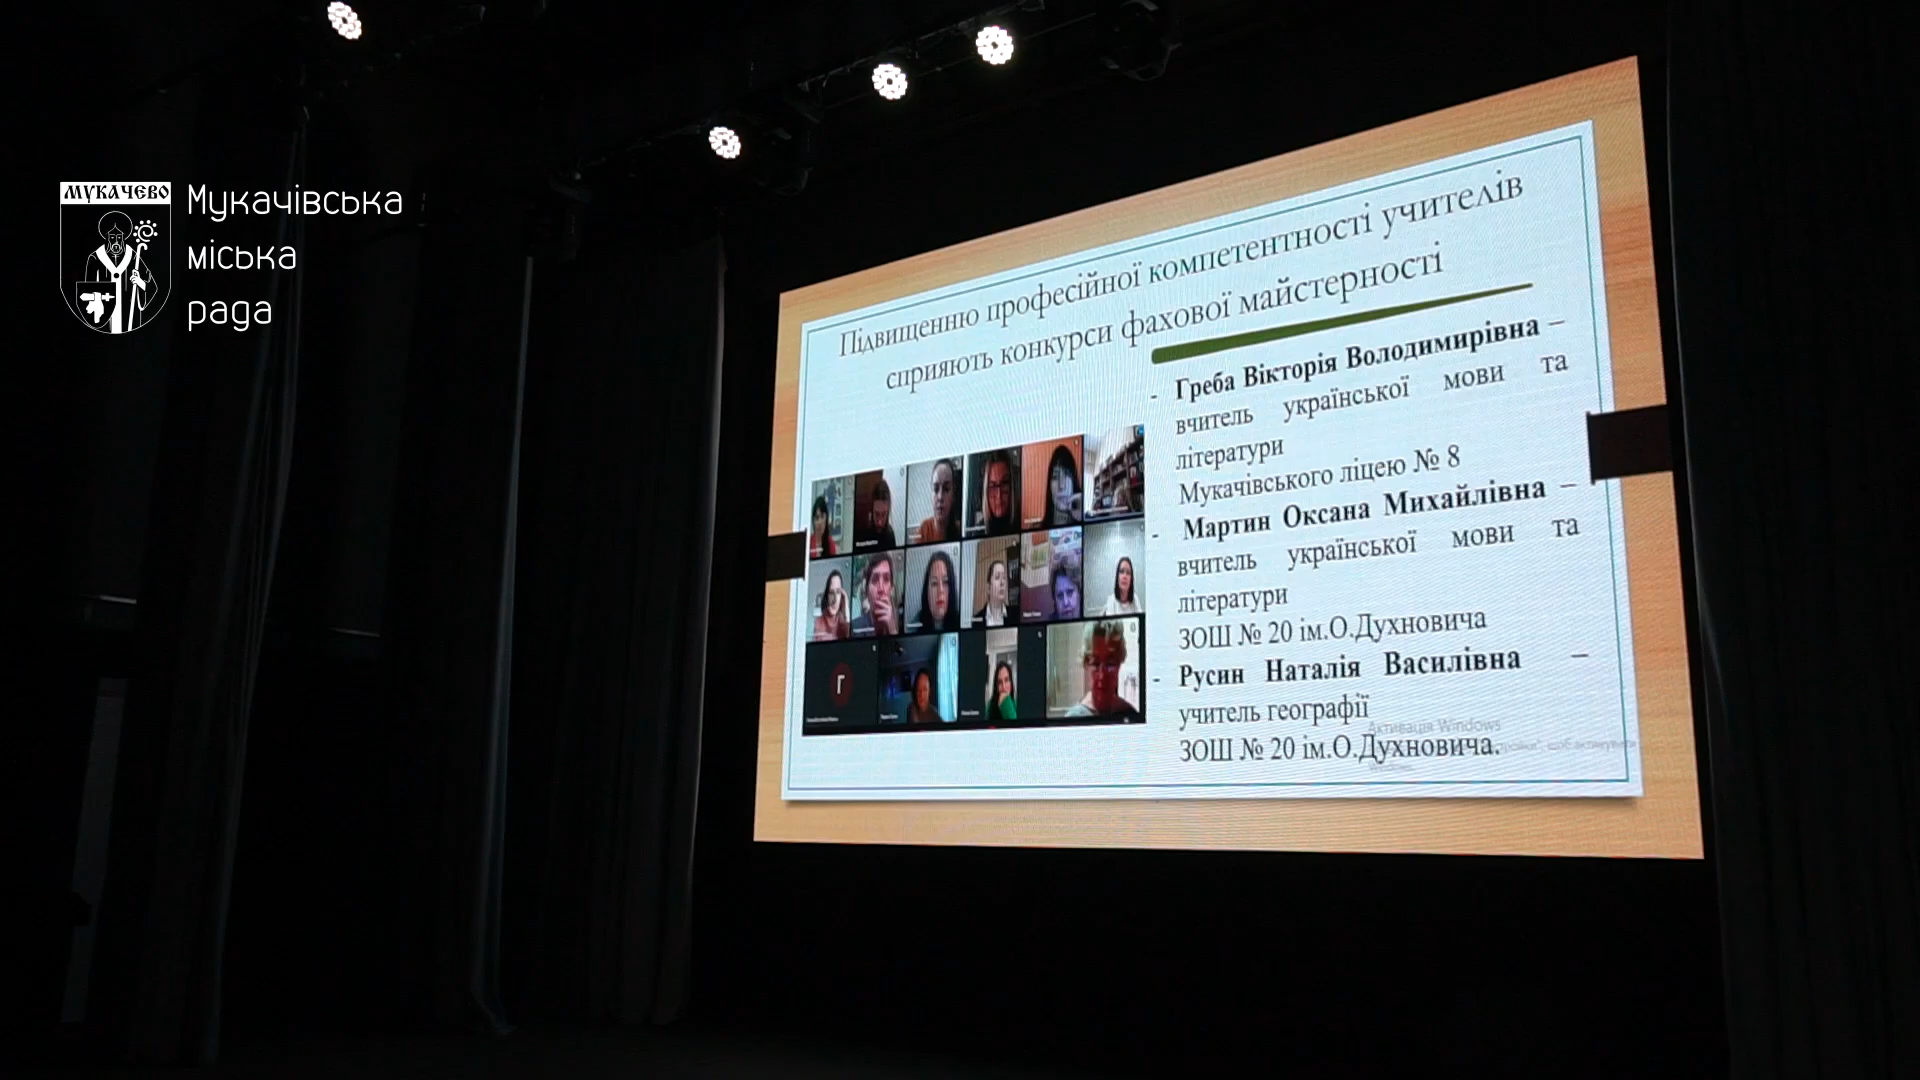 МУКАЧЕВО
Мукачівська
міська
рада
Підвищенню професійної компетентності учителів
сприяють конкурси фахової майстерності
- Греба Вікторія Володимирівна –
вчитель української мови та
літератури
Мукачівського ліцею № 8
- Мартин Оксана Михайлівна –
вчитель української мови та
літератури
ЗОШ № 20 ім.О.Духновича
- Русин Наталія Василівна –
учитель географії
ЗОШ № 20 ім.О.Духновича.
Г
Активація Windows